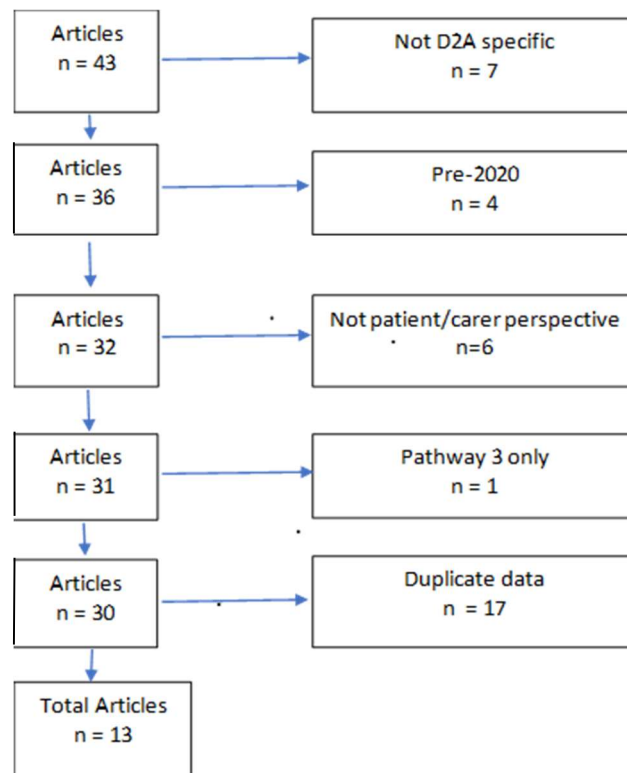 Articles
n = 43
Not D2A specific
n = 7
Articles
n = 36
Pre-2020
n = 4
Articles
n = 32
Not patient/carer perspective
n=6
Articles
n = 31
Pathway 3 only
n = 1
Articles
n = 30
Duplicate data
n = 17
Total Articles
n = 13